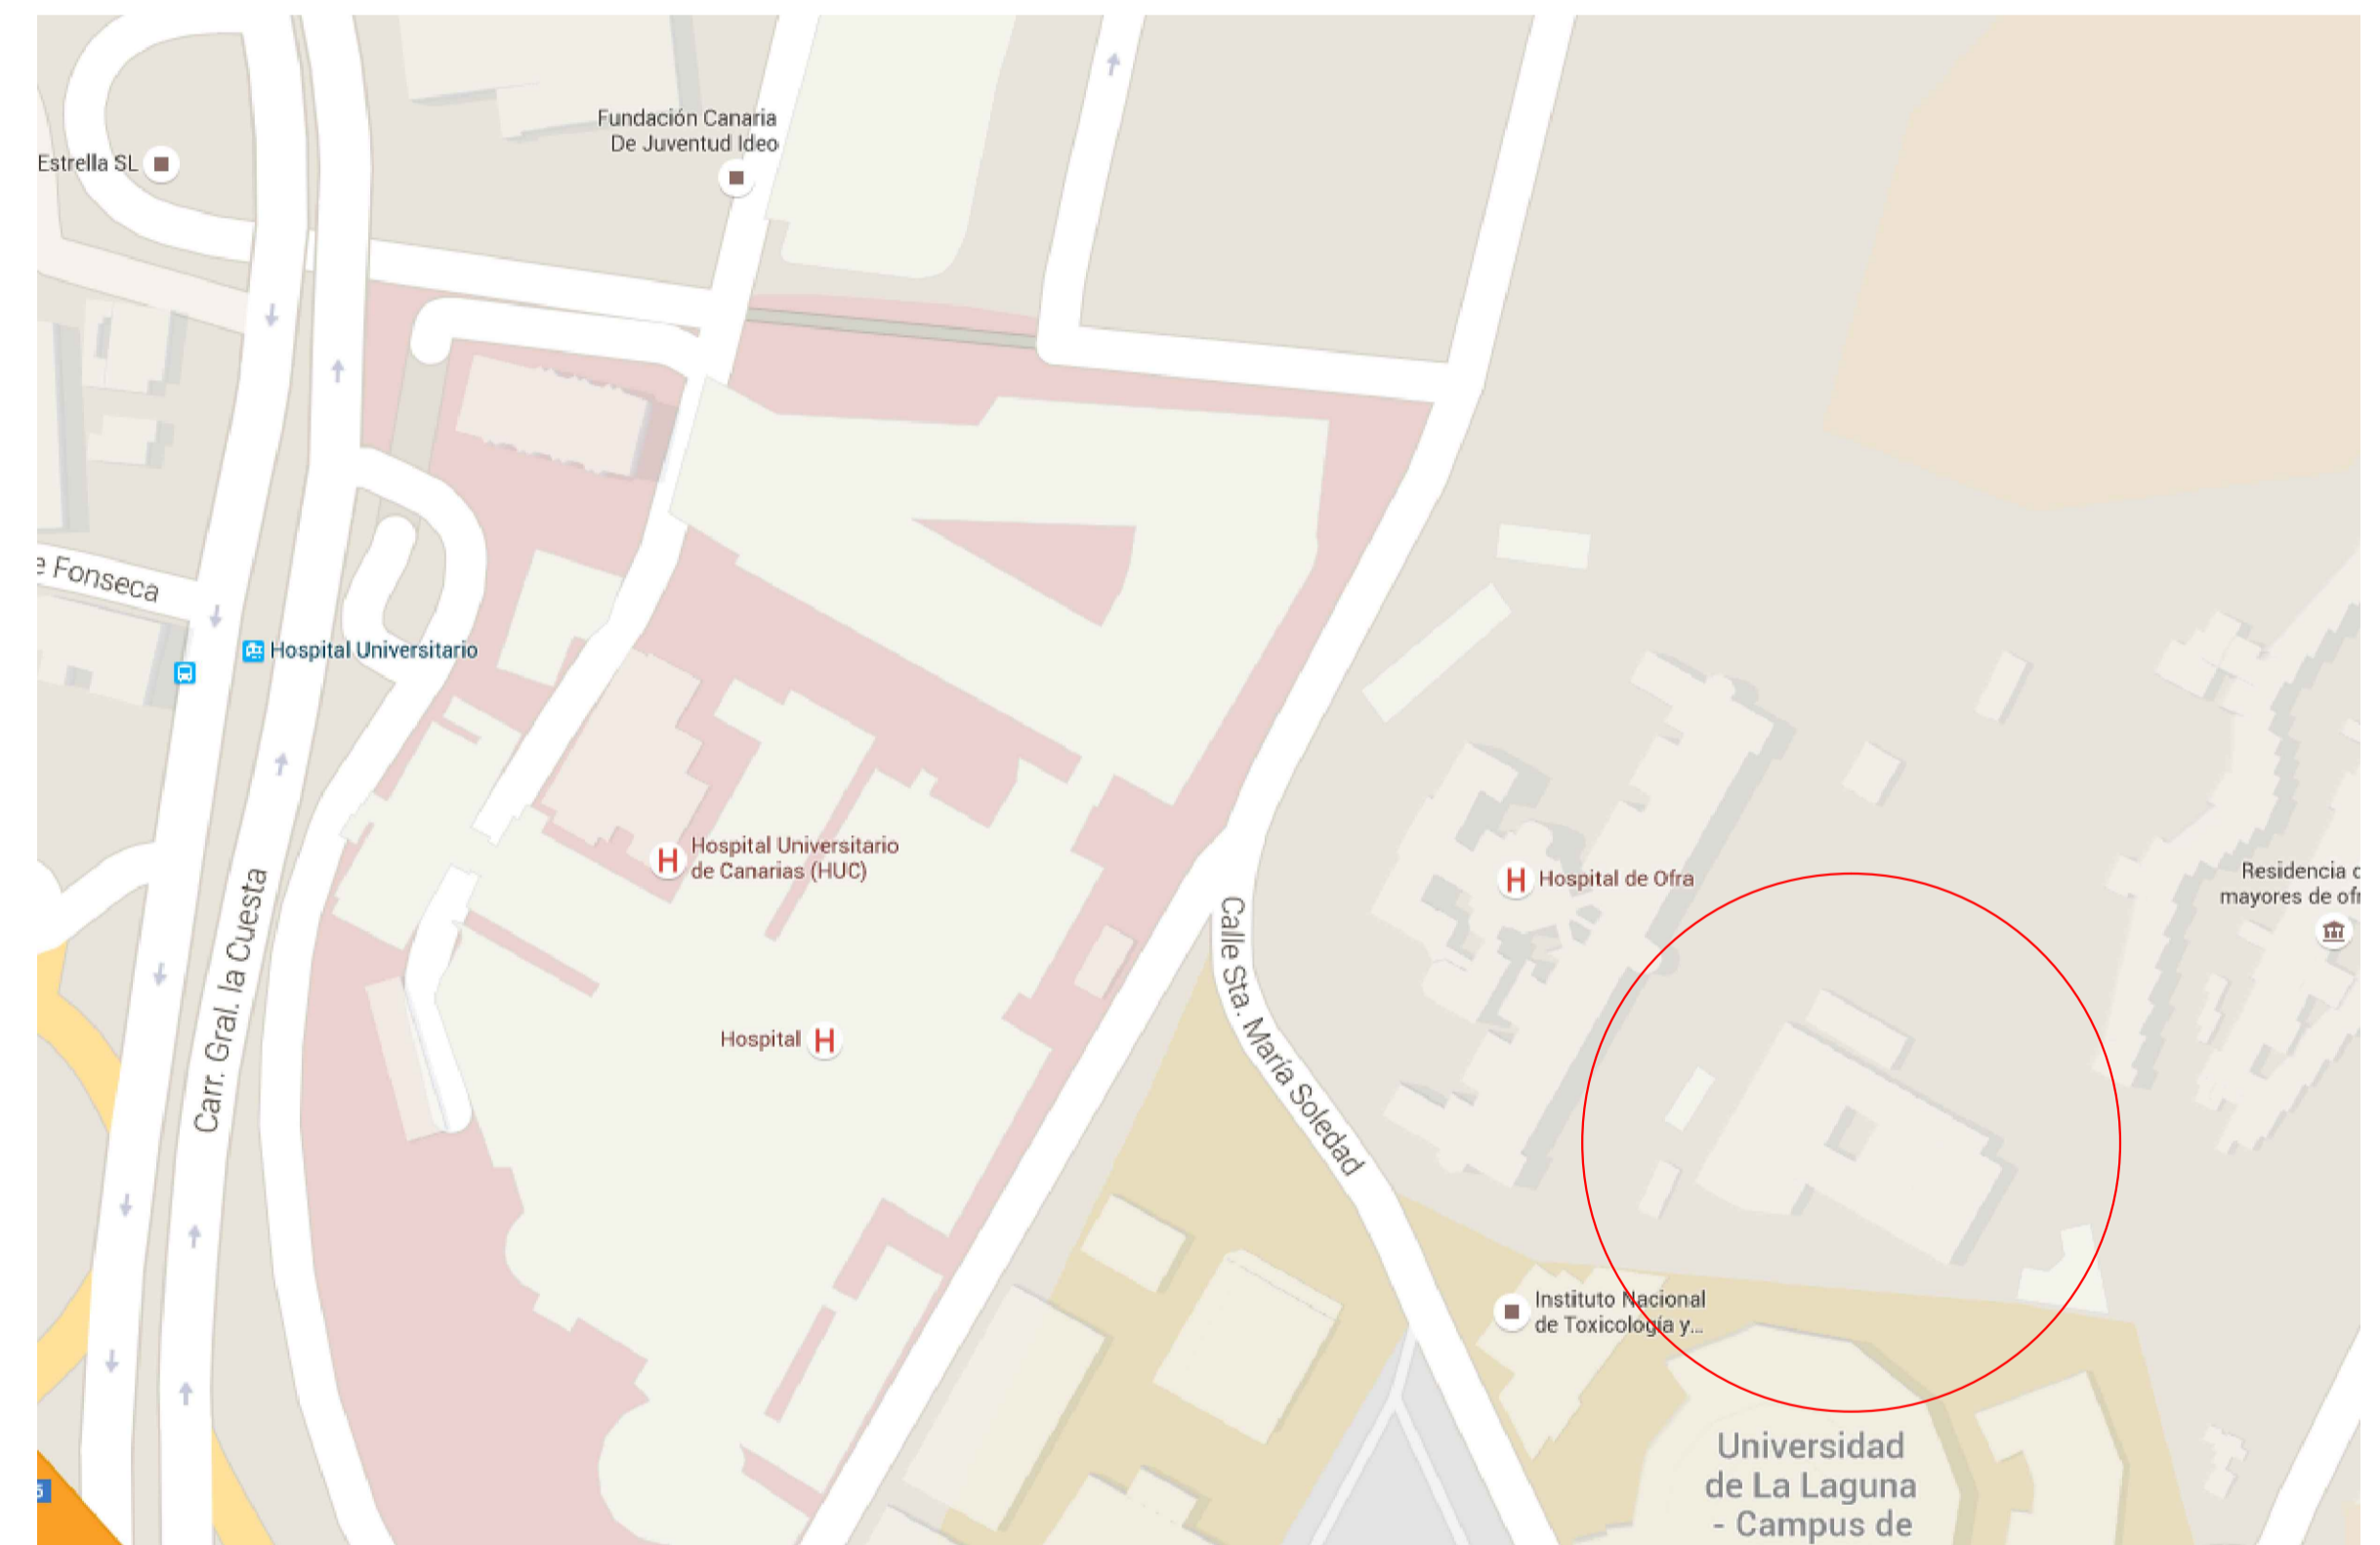 Fundación Canaria
De Juventud Ideo
Estrella SL
e Fonseca
Hospital Universitario
Hospital Universitario
de Canarias (HUC)
Hospital de Ofra
Residencia d
mayores de ofr
Carr. Gral. la Cuesta
Calle Sta. María Soledad
Hospital
Instituto Nacional
de Toxicología y...
Universidad
de La Laguna
- Campus de